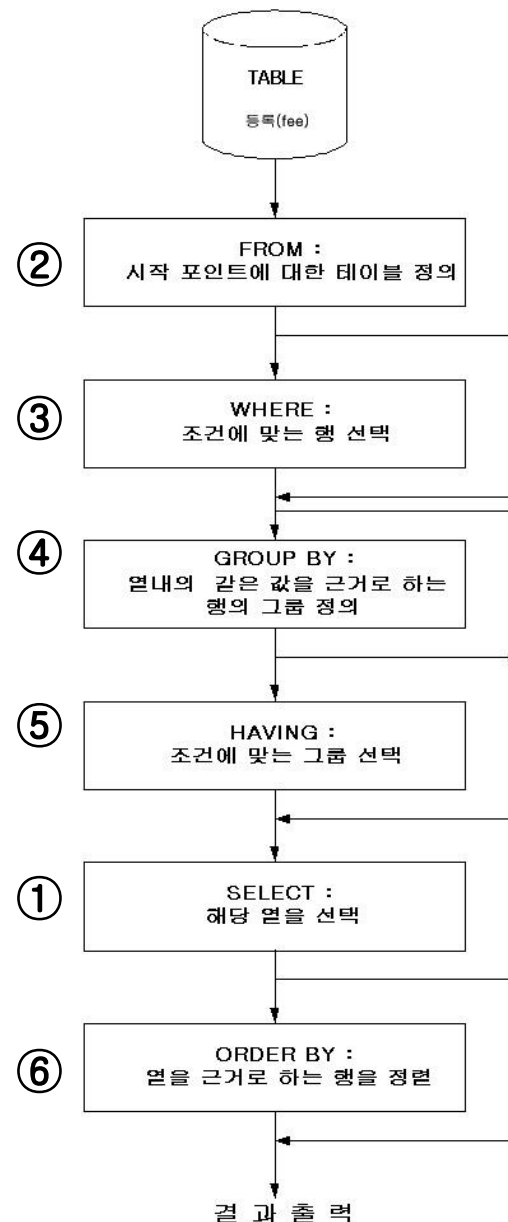 TABLE
등록(fee)
②
FROM :
시작 포인트에 대한 테이블 정의
③
WHERE :
조건에 맞는 행 선택
④
GROUP BY :
열내의 같은 값을 근거로 하는
행의 그룹 정의
⑤
HAVING :
조건에 맞는 그룹 선택
①
SELECT :
해당 열을 선택
⑥
ORDER BY :
열을 근거로 하는 행을 정렬
결 과 출 력